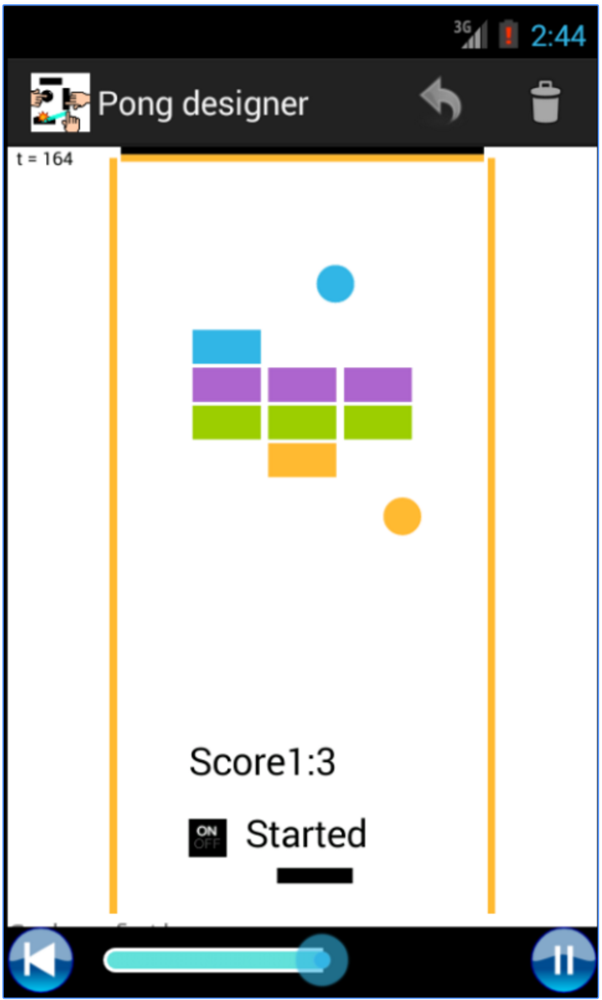 3G 2:44
Pong designer
t = 164
Score1:3
ON
OFF
Started